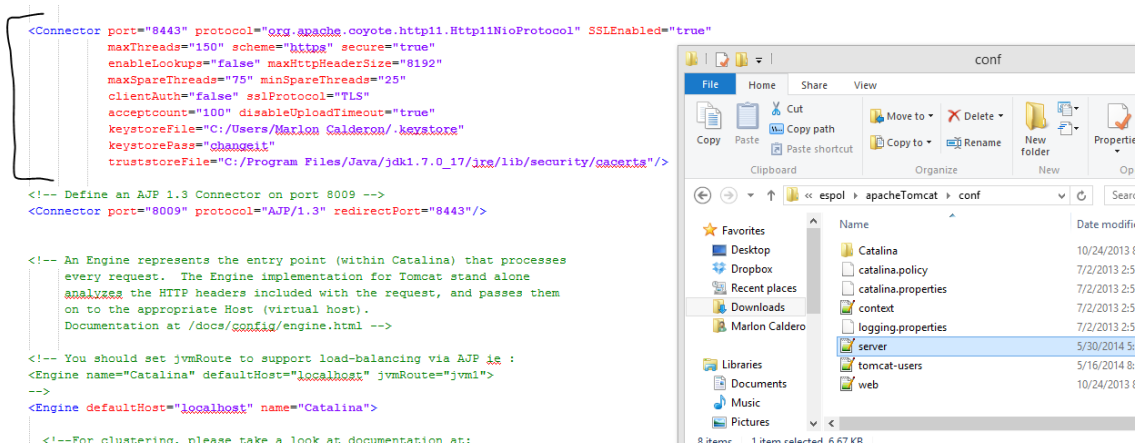 <Connector port="8443" protocol="org.apache.coyote.http11.Http11NioProtocol" SSLEnabled="true"
maxThreads="150" scheme="https" secure="true"
enableLookups="false" maxHttpHeaderSize="8192"
maxSpareThreads="75" minSpareThreads="25"
clientAuth="false" sslProtocol="TLS"
acceptcount="100" disableUploadTimeout="true"
keystoreFile="C:/Users/Marlon Calderon/.keystore"
keystorePass="changeit"
truststoreFile="C:/Program Files/Java/jdk1.7.0_17/jre/lib/security/cacerts"/>
<!-- Define an AJP 1.3 Connector on port 8009 -->
<Connector port="8009" protocol="AJP/1.3" redirectPort="8443"/>
<!-- An Engine represents the entry point (within Catalina) that processes
every request.  The Engine implementation for Tomcat stand alone
analyzes the HTTP headers included with the request, and passes them
on to the appropriate Host (virtual host).
Documentation at /docs/config/engine.html -->
<!-- You should set jvmRoute to support load-balancing via AJP ie :
<Engine name="Catalina" defaultHost="localhost" jvmRoute="jvm1">
-->
<Engine defaultHost="localhost" name="Catalina">
<!--For clustering, please take a look at documentation at:
conf
File Home Share View
Copy
Paste
Cut
Copy path
Paste shortcut
Clipboard
Move to
Copy to
Delete
Rename
Organize
New
folder
New
Propertie
Op
« espol apacheTomcat conf
Sear
Favorites
Desktop
Dropbox
Recent places
Downloads
Marlon Caldero
Libraries
Documents
Music
Pictures
Name Date modifi
Catalina 10/24/2013 8
catalina.policy 7/2/2013 2:5
catalina.properties 7/2/2013 2:5
context 7/2/2013 2:5
logging.properties 7/2/2013 2:5
server 5/30/2014 5:
tomcat-users 5/16/2014 8:
web 10/24/2013 8
8 items 1 item selected 6.67 KB